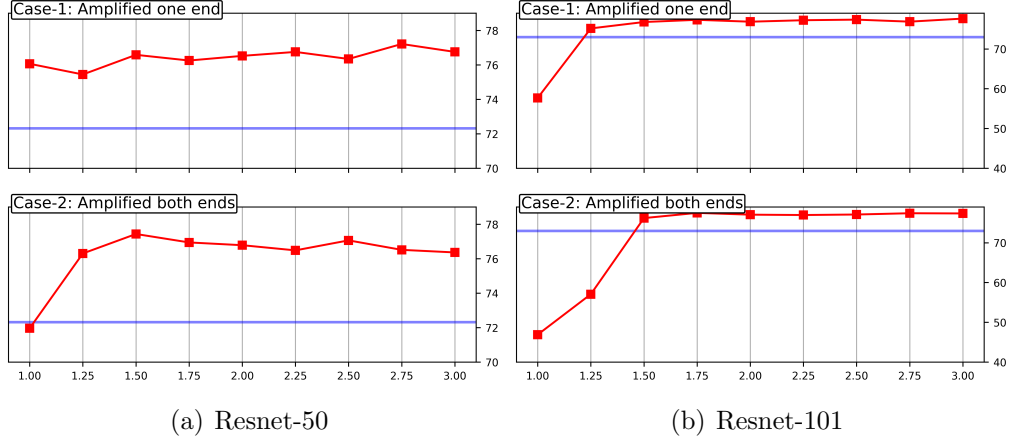 Case-1: Amplified one end
78
76
74
72
70
Case-2: Amplified both ends
78
76
74
72
70
1.00 1.25 1.50 1.75 2.00 2.25 2.50 2.75 3.00
(a) Resnet-50
Case-1: Amplified one end
70
60
50
40
Case-2: Amplified both ends
70
60
50
40
1.00 1.25 1.50 1.75 2.00 2.25 2.50 2.75 3.00
(b) Resnet-101